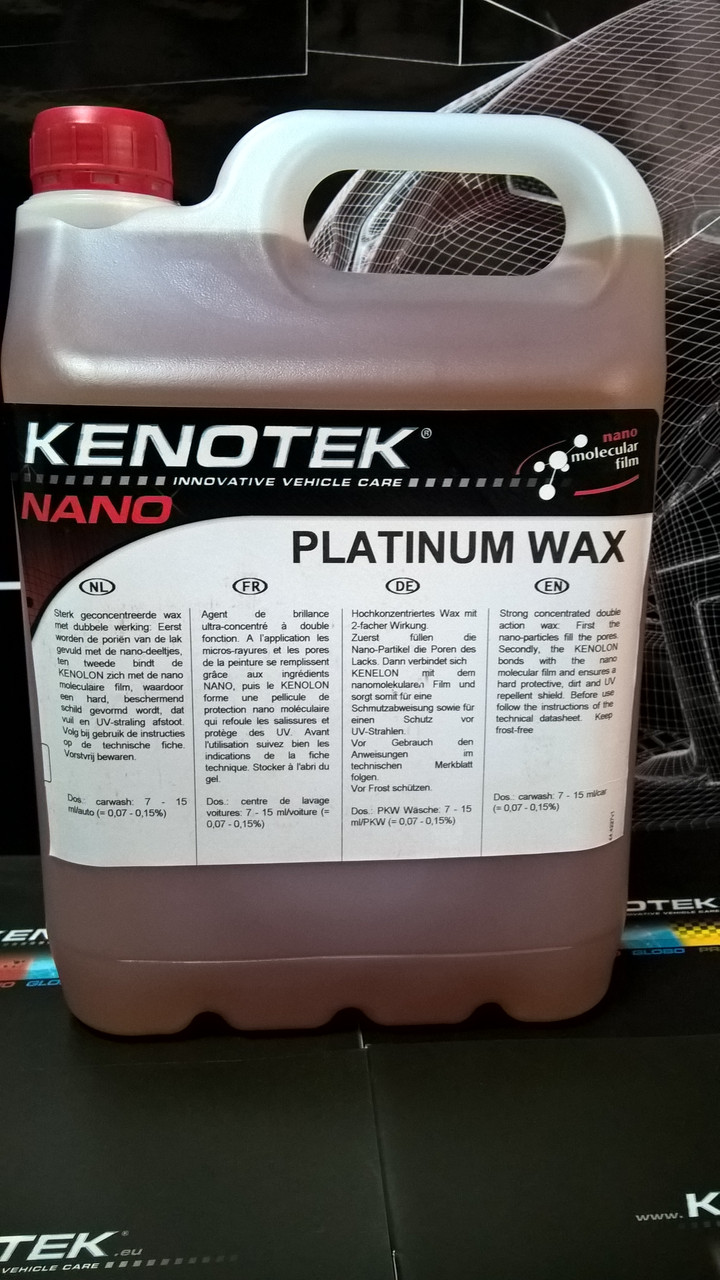 KENOTEK®
INNOVATIVE VEHICLE CARE
nano
molecular
film
NANO
PLATINUM WAX
NL
Sterk geconcentreerde wax
met dubbele werking: Eerst
worden de poriën van de lak
gevuld met de nano-deeltjes,
ten tweede bindt de
KENOLON zich met de nano
moleculaire film, waardoor
een hard, beschermend
schild gevormd wordt, dat
vuil en UV-straling afstoot.
Volg bij gebruik de instructies
op de technische fiche.
Vorstvrij bewaren.
Dos.: carwash: 7 - 15
ml/auto (= 0,07 - 0,15%)
FR
Agent de brillance
ultra-concentré à double
fonction. A l'application les
micros-rayures et les pores
de la peinture se remplissent
grâce aux ingrédients
NANO, puis le KENOLON
forme une pellicule de
protection nano moléculaire
qui refoule les salissures et
protège des UV. Avant
l'utilisation suivez bien les
indications de la fiche
technique. Stocker à l'abri du
gel.
Dos.: centre de lavage
voitures: 7 - 15 ml/voiture (=
0,07 - 0,15%)
DE
Hochkonzentriertes Wax mit
2-facher Wirkung.
Zuerst füllen die
Nano-Partikel die Poren des
Lacks. Dann verbindet sich
KENELON mit dem
nanomolekularen Film und
sorgt somit für eine
Schmutzabweisung sowie für
einen Schutz vor
UV-Strahlen.
Vor Gebrauch den
Anweisungen im
technischen Merkblatt
folgen.
Vor Frost schützen.
Dos.: PKW Wäsche: 7 - 15
ml/PKW (= 0,07 - 0,15%)
EN
Strong concentrated double
action wax: First the
nano-particles fill the pores.
Secondly, the KENOLON
bonds with the nano
molecular film and ensures a
hard protective, dirt and UV
repellent shield. Before use
follow the instructions of the
technical datasheet. Keep
frost-free
Dos.: carwash: 7 - 15 ml/car
(= 0,07 - 0,15%)
KEN
GLOBO
OTEK
INNOVATIVE VEHICLE CARE
GLOBO PR
TEK®.eu
VEHICLE CARE
www.K